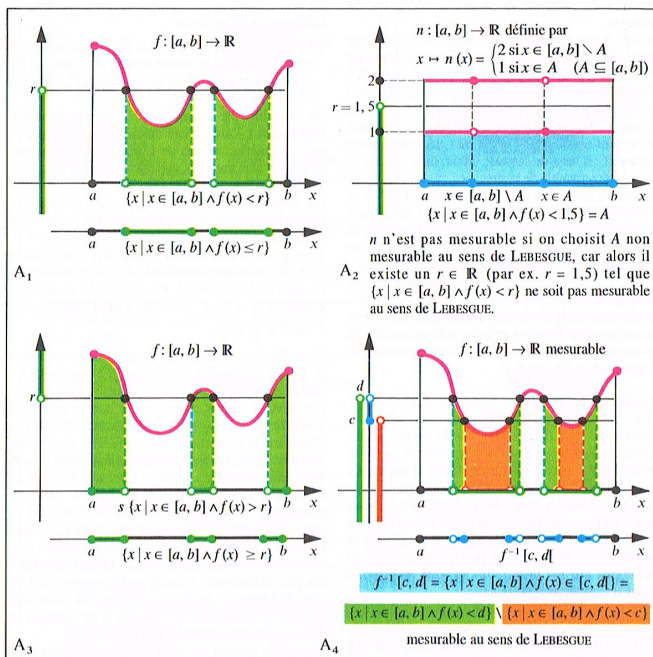 f : [a, b] → ℝ
r
a
b
x
{x | x ∈ [a, b] ∧ f(x) < r}
a
b
x
{x | x ∈ [a, b] ∧ f(x) ≤ r}
A₁
n : [a, b] → ℝ définie par
x ↦ n (x) = {2 si x ∈ [a, b] \ A
{1 si x ∈ A (A ⊆ [a, b])
2
r = 1, 5
1
a
x ∈ [a, b] \ A
x ∈ A
b
x
{x | x ∈ [a, b] ∧ f(x) < 1,5} = A
n n'est pas mesurable si on choisit A non
mesurable au sens de LEBESGUE, car alors il
existe un r ∈ ℝ (par ex. r = 1,5) tel que
{x | x ∈ [a, b] ∧ f(x) < r} ne soit pas mesurable
au sens de LEBESGUE.
A₂
f : [a, b] → ℝ
r
a
s {x | x ∈ [a, b] ∧ f(x) > r}
b
x
a
{x | x ∈ [a, b] ∧ f(x) ≥ r}
b
x
A₃
f : [a, b] → ℝ mesurable
d
c
a
b
x
a
f⁻¹ [c, d[
b
x
f⁻¹ [c, d[ = {x | x ∈ [a, b] ∧ f(x) ∈ [c, d[} =
{x | x ∈ [a, b] ∧ f(x) < d} \ {x | x ∈ [a, b] ∧ f(x) < c}
mesurable au sens de LEBESGUE
A₄